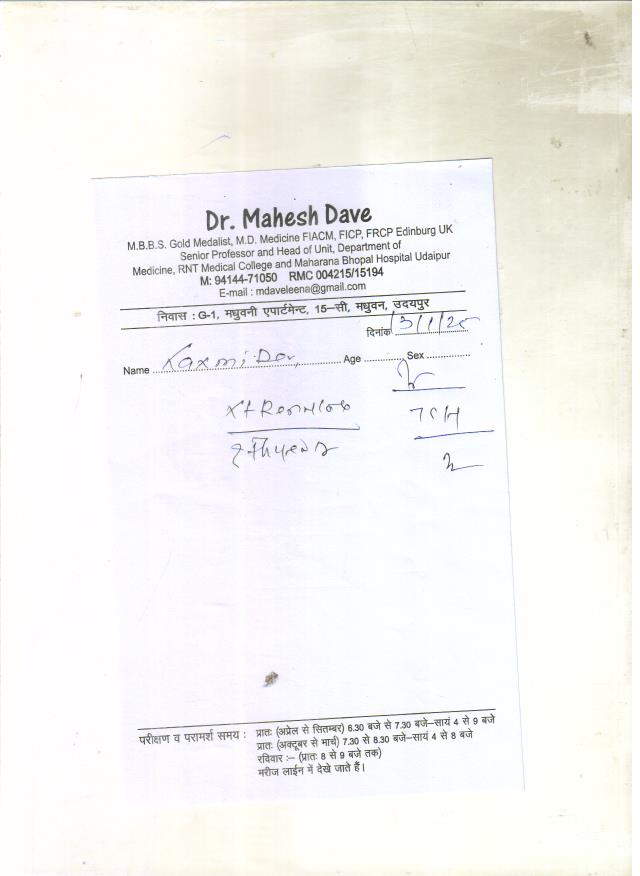 Dr. Mahesh Dave
M.B.B.S. Gold Medalist, M.D. Medicine FIACM, FICP, FRCP Edinburg UK
Senior Professor and Head of Unit, Department of
Medicine, RNT Medical College and Maharana Bhopal Hospital Udaipur
M: 94144-71050 RMC 004215/15194
E-mail : mdaveleena@gmail.com
निवास : G-1, मधुवनी एपार्टमेन्ट, 15–सी, मधुवन, उदयपुर
दिनांक
Name Laxmi Age Sex
TSH
परीक्षण व परामर्श समय : प्रातः (अप्रेल से सितम्बर) 6.30 बजे से 7.30 बजे–सायं 4 से 9 बजे
प्रातः (अक्टूबर से मार्च) 7.30 से 8.30 बजे–सायं 4 से 8 बजे
रविवार :– (प्रातः 8 से 9 बजे तक)
मरीज लाईन में देखे जाते हैं।